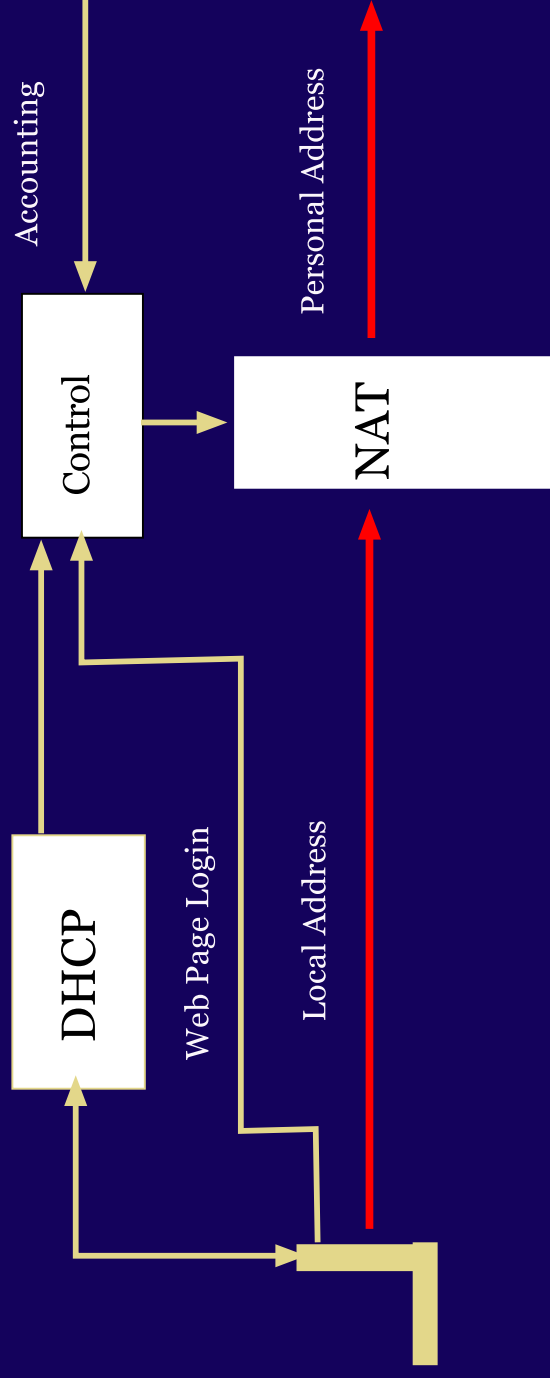 DHCP
Control
Accounting
Web Page Login
Local Address
Personal Address
NAT